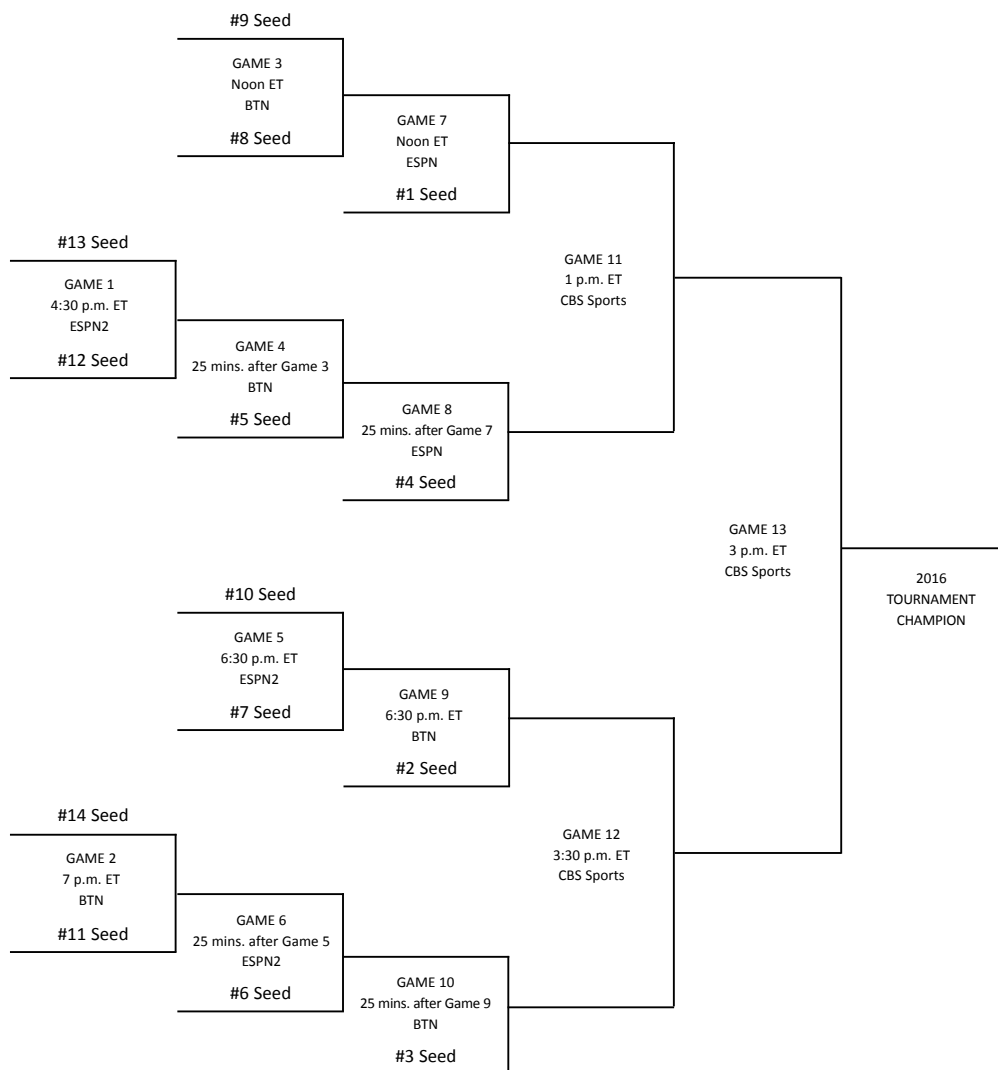 #9 Seed
GAME 3
Noon ET
BTN
#8 Seed
GAME 7
Noon ET
ESPN
#1 Seed
#13 Seed
GAME 1
4:30 p.m. ET
ESPN2
#12 Seed
GAME 4
25 mins. after Game 3
BTN
#5 Seed
GAME 8
25 mins. after Game 7
ESPN
#4 Seed
GAME 11
1 p.m. ET
CBS Sports
#10 Seed
GAME 5
6:30 p.m. ET
ESPN2
#7 Seed
GAME 9
6:30 p.m. ET
BTN
#2 Seed
#14 Seed
GAME 2
7 p.m. ET
BTN
#11 Seed
GAME 6
25 mins. after Game 5
ESPN2
#6 Seed
GAME 10
25 mins. after Game 9
BTN
#3 Seed
GAME 12
3:30 p.m. ET
CBS Sports
GAME 13
3 p.m. ET
CBS Sports
2016
TOURNAMENT
CHAMPION